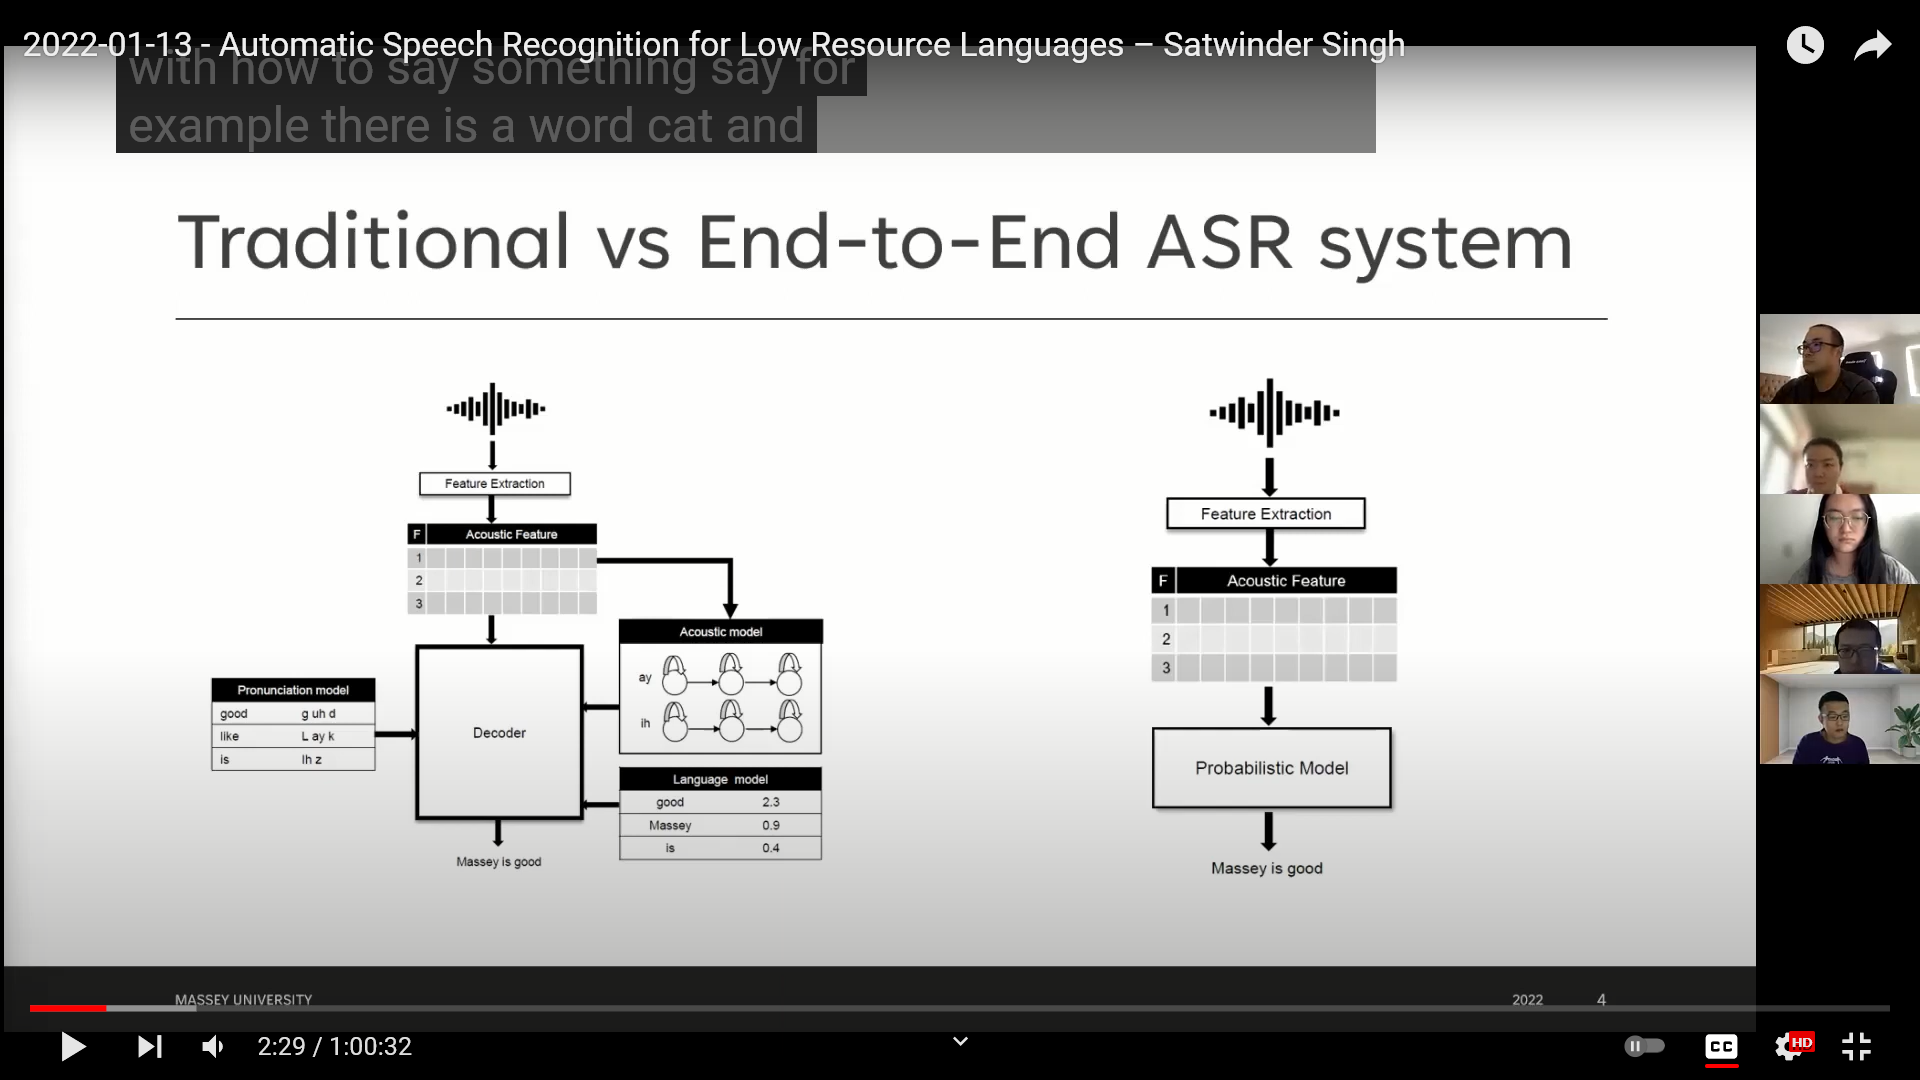 2022-01-13 - Automatic Speech Recognition for Low Resource Languages – Satwinder Singh
with how to say something say for
example there is a word cat and
Traditional vs End-to-End ASR system
Feature Extraction
F Acoustic Feature
1
2
3
Acoustic model
ay
ih
Pronunciation model
good g uh d
like L ay k
is Ih z
Decoder
Language model
good 2.3
Massey 0.9
is 0.4
Massey is good
Feature Extraction
F Acoustic Feature
1
2
3
Probabilistic Model
Massey is good
MASSEY UNIVERSITY 2022 4
2:29 / 1:00:32
CC
HD